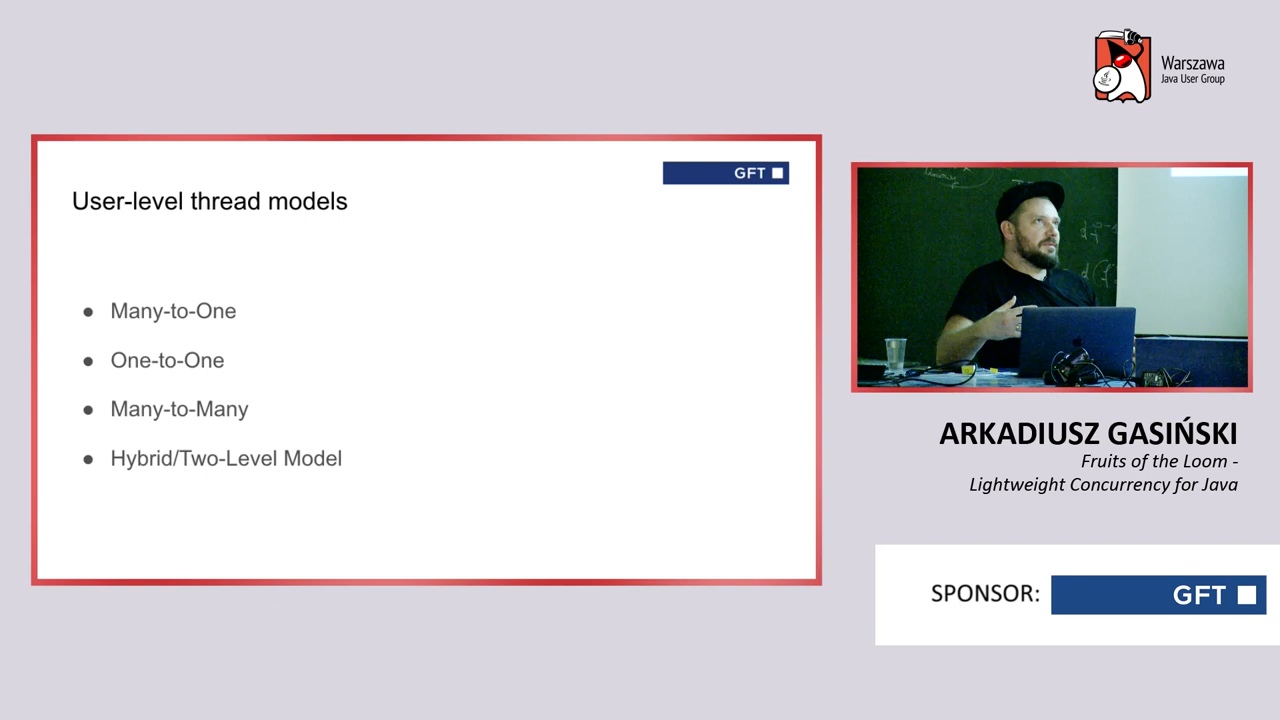 Warszawa
Java User Group
GFT
User-level thread models
● Many-to-One
● One-to-One
● Many-to-Many
● Hybrid/Two-Level Model
ARKADIUSZ GASIŃSKI
Fruits of the Loom -
Lightweight Concurrency for Java
SPONSOR: GFT